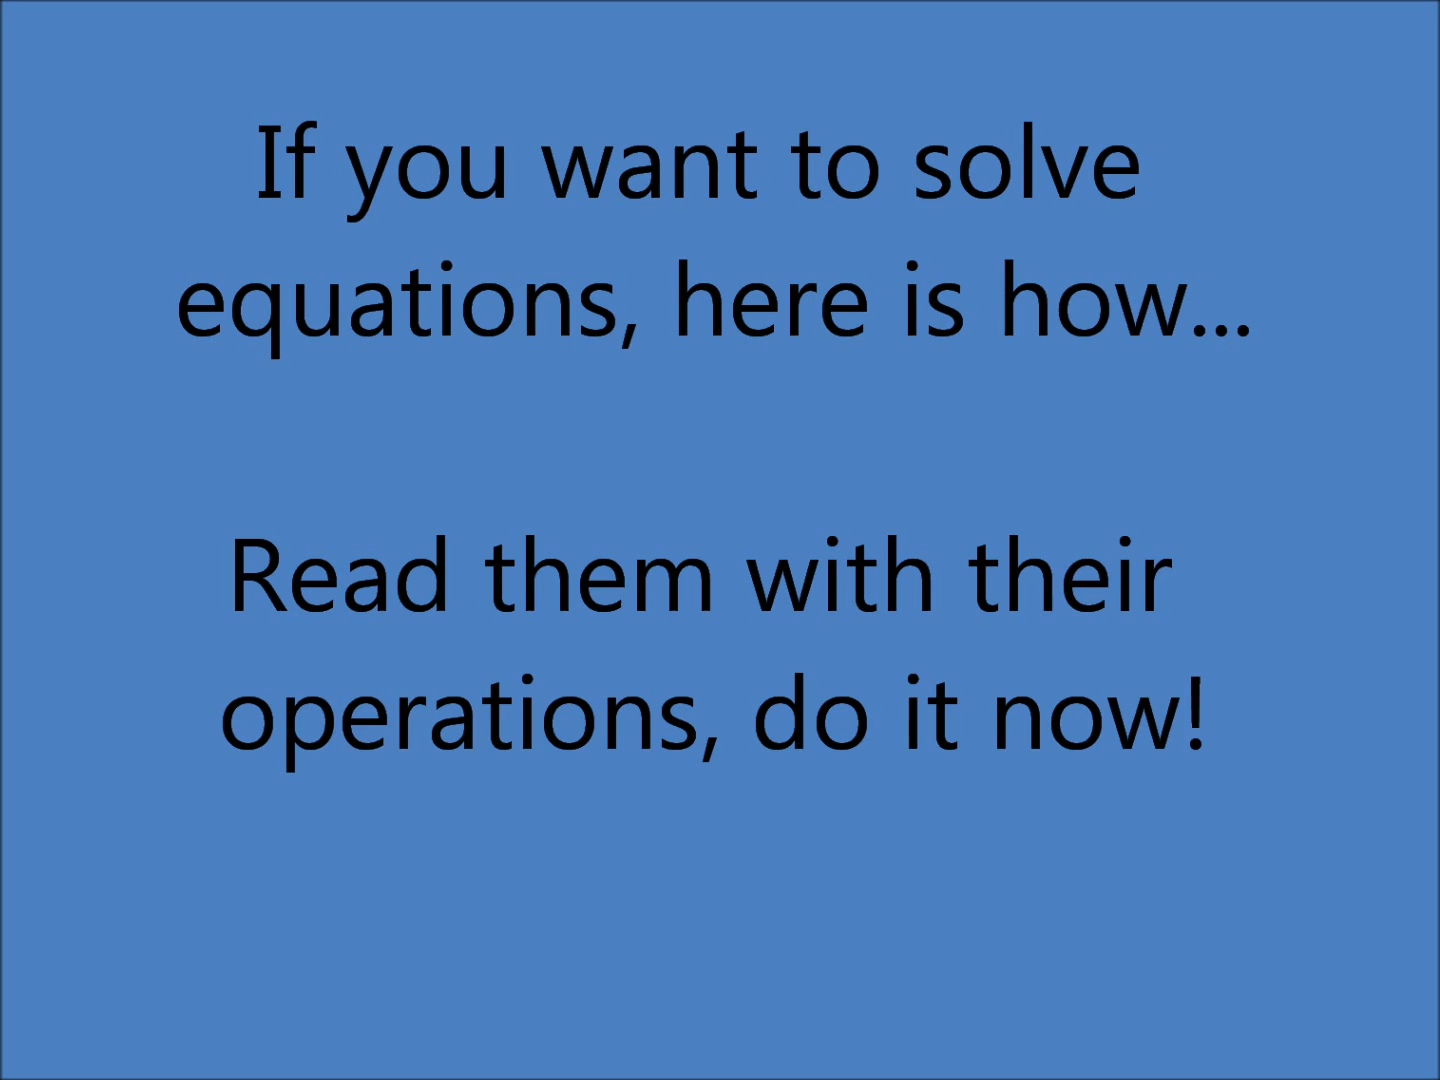 If you want to solve
equations, here is how...
Read them with their
operations, do it now!